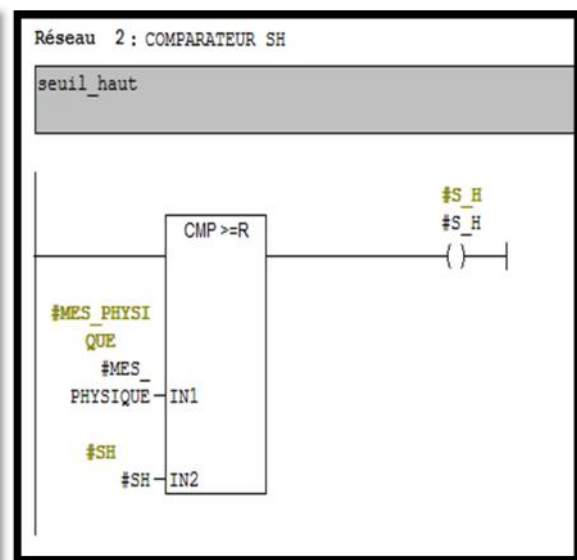 Réseau 2 : COMPARATEUR SH
seuil_haut
#S_H
#S_H
CMP >=R
( )
#MES_PHYSI
QUE
#MES_
PHYSIQUE IN1
#SH
#SH IN2